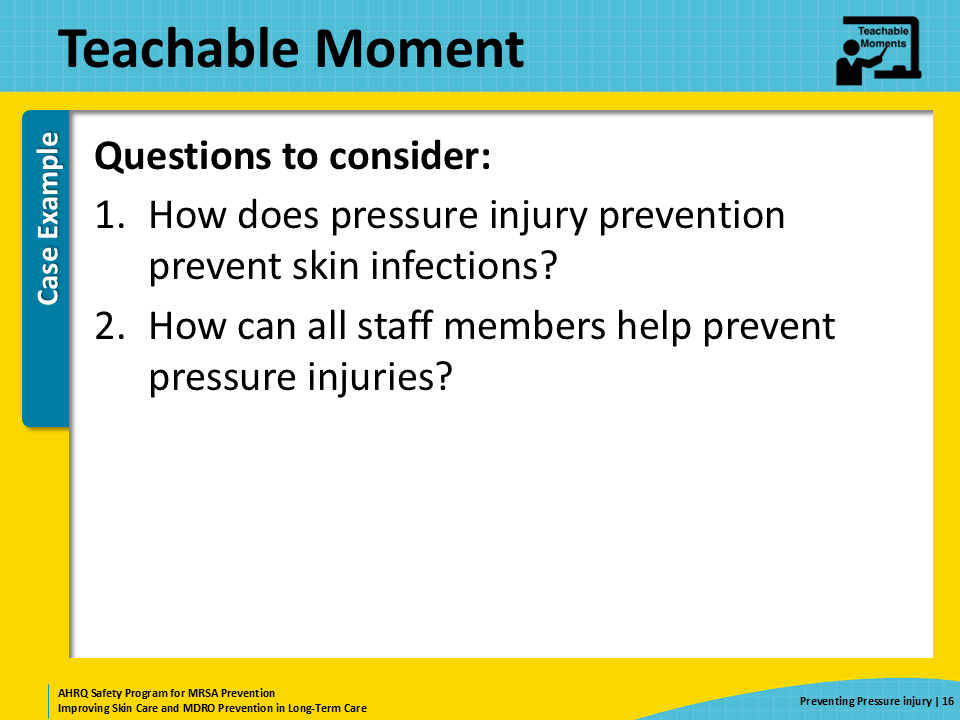 Teachable Moment
Teachable
Moments
Case Example
Questions to consider:
1. How does pressure injury prevention
prevent skin infections?
2. How can all staff members help prevent
pressure injuries?
AHRQ Safety Program for MRSA Prevention
Improving Skin Care and MDRO Prevention in Long-Term Care
Preventing Pressure injury | 16